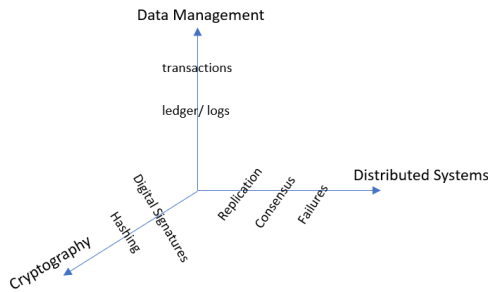 Data Management
transactions
ledger/ logs
Distributed Systems
Replication
Consensus
Failures
Digital Signatures
Hashing
Cryptography